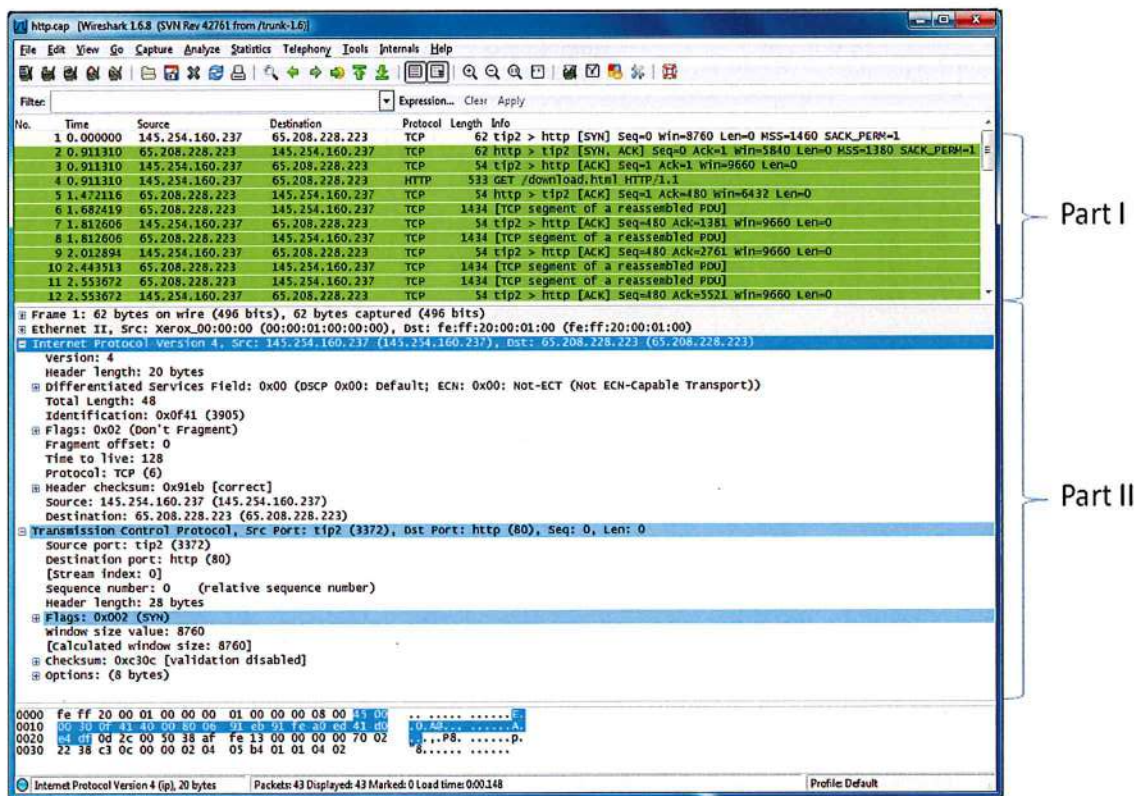 http.cap [Wireshark 1.6.8 (SVN Rev 42761 from /trunk-1.6)]
File Edit View Go Capture Analyze Statistics Telephony Tools Internals Help
Filter: Expression... Clear Apply
No. Time Source Destination Protocol Length Info
1 0.000000 145.254.160.237 65.208.228.223 TCP 62 tip2 > http [SYN] Seq=0 Win=8760 Len=0 MSS=1460 SACK_PERM=1
2 0.911310 65.208.228.223 145.254.160.237 TCP 62 http > tip2 [SYN, ACK] Seq=0 Ack=1 Win=5840 Len=0 MSS=1380 SACK_PERM=1
3 0.911310 145.254.160.237 65.208.228.223 TCP 54 tip2 > http [ACK] Seq=1 Ack=1 Win=9660 Len=0
4 0.911310 145.254.160.237 65.208.228.223 HTTP 533 GET /download.html HTTP/1.1
5 1.472116 65.208.228.223 145.254.160.237 TCP 54 http > tip2 [ACK] Seq=1 Ack=480 Win=6432 Len=0
6 1.682419 65.208.228.223 145.254.160.237 TCP 1434 [TCP segment of a reassembled PDU]
7 1.812606 145.254.160.237 65.208.228.223 TCP 54 tip2 > http [ACK] Seq=480 Ack=1381 Win=9660 Len=0
8 1.812606 65.208.228.223 145.254.160.237 TCP 1434 [TCP segment of a reassembled PDU]
9 2.012894 145.254.160.237 65.208.228.223 TCP 54 tip2 > http [ACK] Seq=480 Ack=2761 Win=9660 Len=0
10 2.443513 65.208.228.223 145.254.160.237 TCP 1434 [TCP segment of a reassembled PDU]
11 2.553672 65.208.228.223 145.254.160.237 TCP 1434 [TCP segment of a reassembled PDU]
12 2.553672 145.254.160.237 65.208.228.223 TCP 54 tip2 > http [ACK] Seq=480 Ack=5521 Win=9660 Len=0
Part I
Frame 1: 62 bytes on wire (496 bits), 62 bytes captured (496 bits)
Ethernet II, Src: Xerox_00:00:00 (00:00:01:00:00:00), Dst: fe:ff:20:00:01:00 (fe:ff:20:00:01:00)
Internet Protocol Version 4, Src: 145.254.160.237 (145.254.160.237), Dst: 65.208.228.223 (65.208.228.223)
Version: 4
Header length: 20 bytes
Differentiated Services Field: 0x00 (DSCP 0x00: Default; ECN: 0x00: Not-ECT (Not ECN-Capable Transport))
Total Length: 48
Identification: 0x0f41 (3905)
Flags: 0x02 (Don't Fragment)
Fragment offset: 0
Time to live: 128
Protocol: TCP (6)
Header checksum: 0x91eb [correct]
Source: 145.254.160.237 (145.254.160.237)
Destination: 65.208.228.223 (65.208.228.223)
Part II
Transmission Control Protocol, Src Port: tip2 (3372), Dst Port: http (80), Seq: 0, Len: 0
Source port: tip2 (3372)
Destination port: http (80)
[Stream index: 0]
Sequence number: 0 (relative sequence number)
Header length: 28 bytes
Flags: 0x002 (SYN)
Window size value: 8760
[Calculated window size: 8760]
Checksum: 0xc30c [validation disabled]
Options: (8 bytes)
0000 fe ff 20 00 01 00 00 00 01 00 00 00 08 00 45 00 .. ..... ......E.
0010 00 30 0f 41 40 00 80 06 91 eb 91 fe a0 ed 41 d0 .0.A@... ......A.
0020 e4 df 0d 2c 00 50 38 af fe 13 00 00 00 00 70 02 ...,.P8. ......p.
0030 22 38 c3 0c 00 00 02 04 05 b4 01 01 04 02 "8...... ......
Internet Protocol Version 4 (ip), 20 bytes Packets: 43 Displayed: 43 Marked: 0 Load time: 0:00.148 Profile: Default